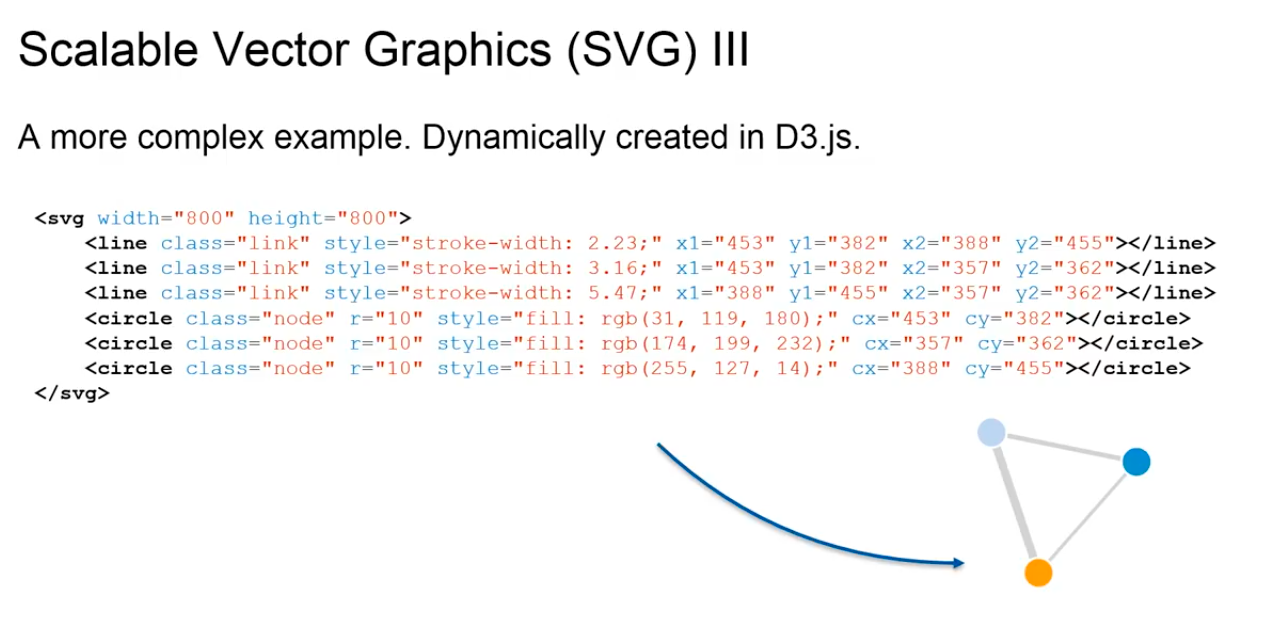 Scalable Vector Graphics (SVG) III
A more complex example. Dynamically created in D3.js.
<svg width="800" height="800">
    <line class="link" style="stroke-width: 2.23;" x1="453" y1="382" x2="388" y2="455"></line>
    <line class="link" style="stroke-width: 3.16;" x1="453" y1="382" x2="357" y2="362"></line>
    <line class="link" style="stroke-width: 5.47;" x1="388" y1="455" x2="357" y2="362"></line>
    <circle class="node" r="10" style="fill: rgb(31, 119, 180);" cx="453" cy="382"></circle>
    <circle class="node" r="10" style="fill: rgb(174, 199, 232);" cx="357" cy="362"></circle>
    <circle class="node" r="10" style="fill: rgb(255, 127, 14);" cx="388" cy="455"></circle>
</svg>